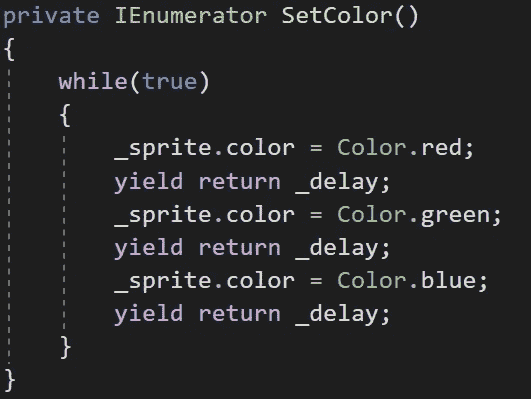 private IEnumerator SetColor()
{
    while(true)
    {
        _sprite.color = Color.red;
        yield return _delay;
        _sprite.color = Color.green;
        yield return _delay;
        _sprite.color = Color.blue;
        yield return _delay;
    }
}